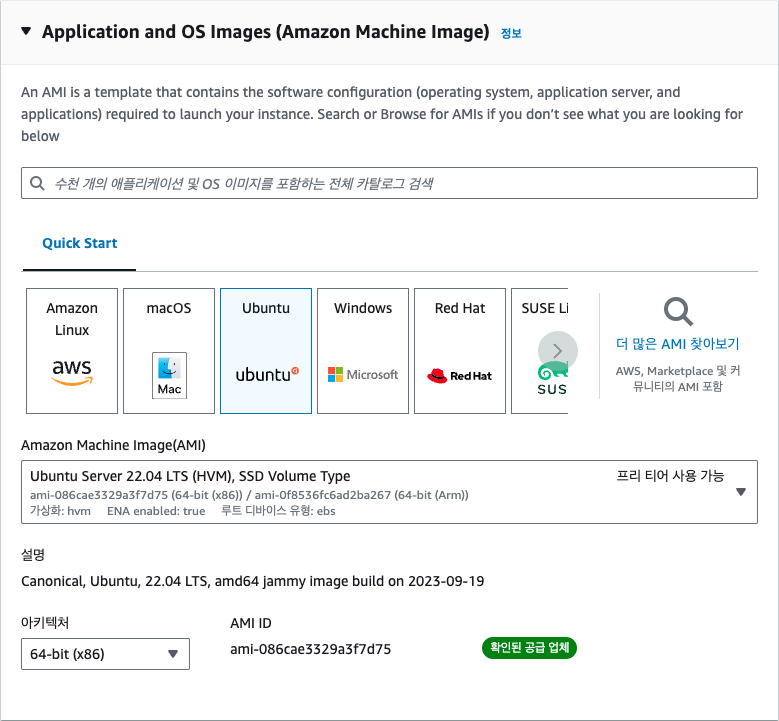 Application and OS Images (Amazon Machine Image) 정보
An AMI is a template that contains the software configuration (operating system, application server, and
applications) required to launch your instance. Search or Browse for AMIs if you don’t see what you are looking for
below
수천 개의 애플리케이션 및 OS 이미지를 포함하는 전체 카탈로그 검색
Quick Start
Amazon
Linux
aws
macOS
Mac
Ubuntu
ubuntu
Windows
Microsoft
Red Hat
Red Hat
SUSE Li
SUS
더 많은 AMI 찾아보기
AWS, Marketplace 및 커
뮤니티의 AMI 포함
Amazon Machine Image(AMI)
Ubuntu Server 22.04 LTS (HVM), SSD Volume Type 프리 티어 사용 가능
ami-086cae3329a3f7d75 (64-bit (x86)) / ami-0f8536fc6ad2ba267 (64-bit (Arm))
가상화: hvm ENA enabled: true 루트 디바이스 유형: ebs
설명
Canonical, Ubuntu, 22.04 LTS, amd64 jammy image build on 2023-09-19
아키텍처
64-bit (x86)
AMI ID
ami-086cae3329a3f7d75
확인된 공급 업체